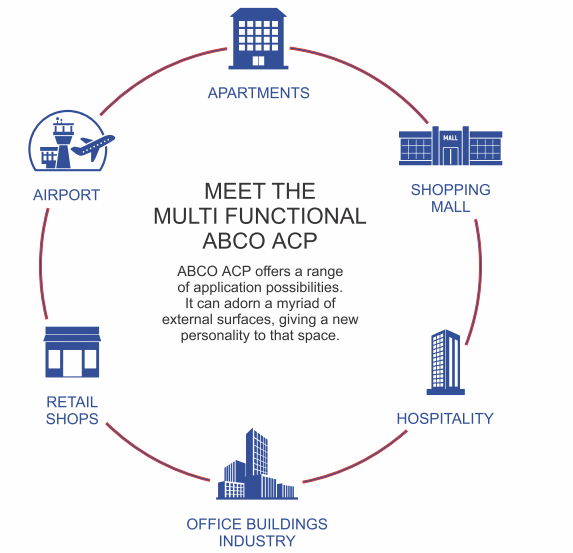 APARTMENTS
MALL
SHOPPING
MALL
AIRPORT
MEET THE
MULTI FUNCTIONAL
ABCO ACP
ABCO ACP offers a range
of application possibilities.
It can adorn a myriad of
external surfaces, giving a new
personality to that space.
RETAIL
SHOPS
HOSPITALITY
OFFICE BUILDINGS
INDUSTRY